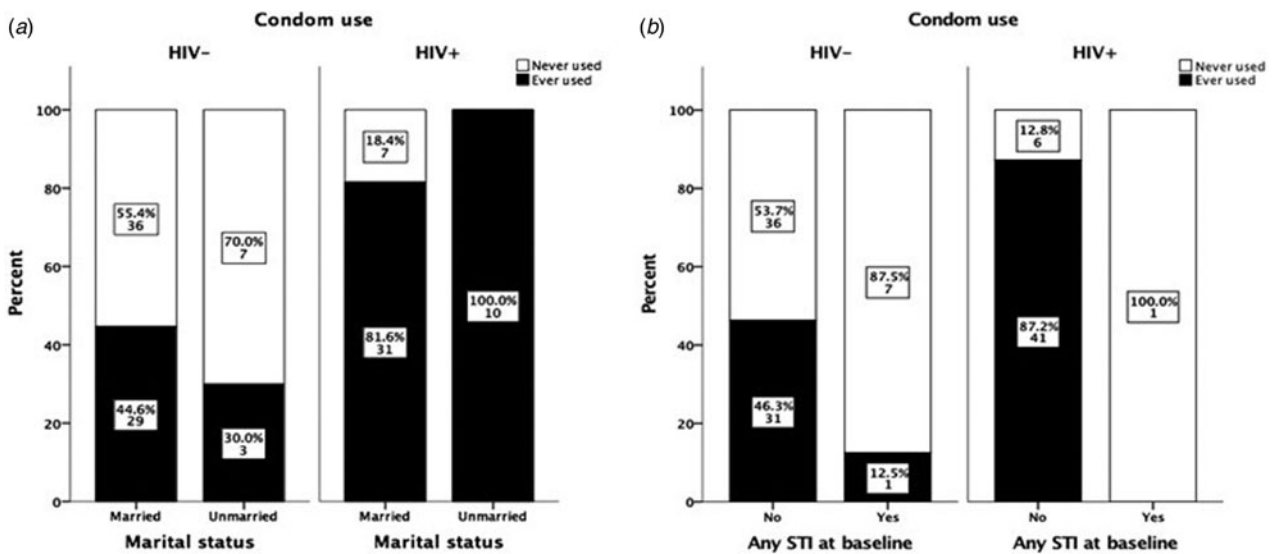 (a)
Condom use
HIV–
HIV+
Never used
Ever used
Percent
100
80
60
40
20
0
55.4%
36
44.6%
29
70.0%
7
30.0%
3
18.4%
7
81.6%
31
100.0%
10
Married
Unmarried
Married
Unmarried
Marital status
Marital status
(b)
Condom use
HIV–
HIV+
Never used
Ever used
Percent
100
80
60
40
20
0
53.7%
36
46.3%
31
87.5%
7
12.5%
1
12.8%
6
87.2%
41
100.0%
1
No
Yes
No
Yes
Any STI at baseline
Any STI at baseline